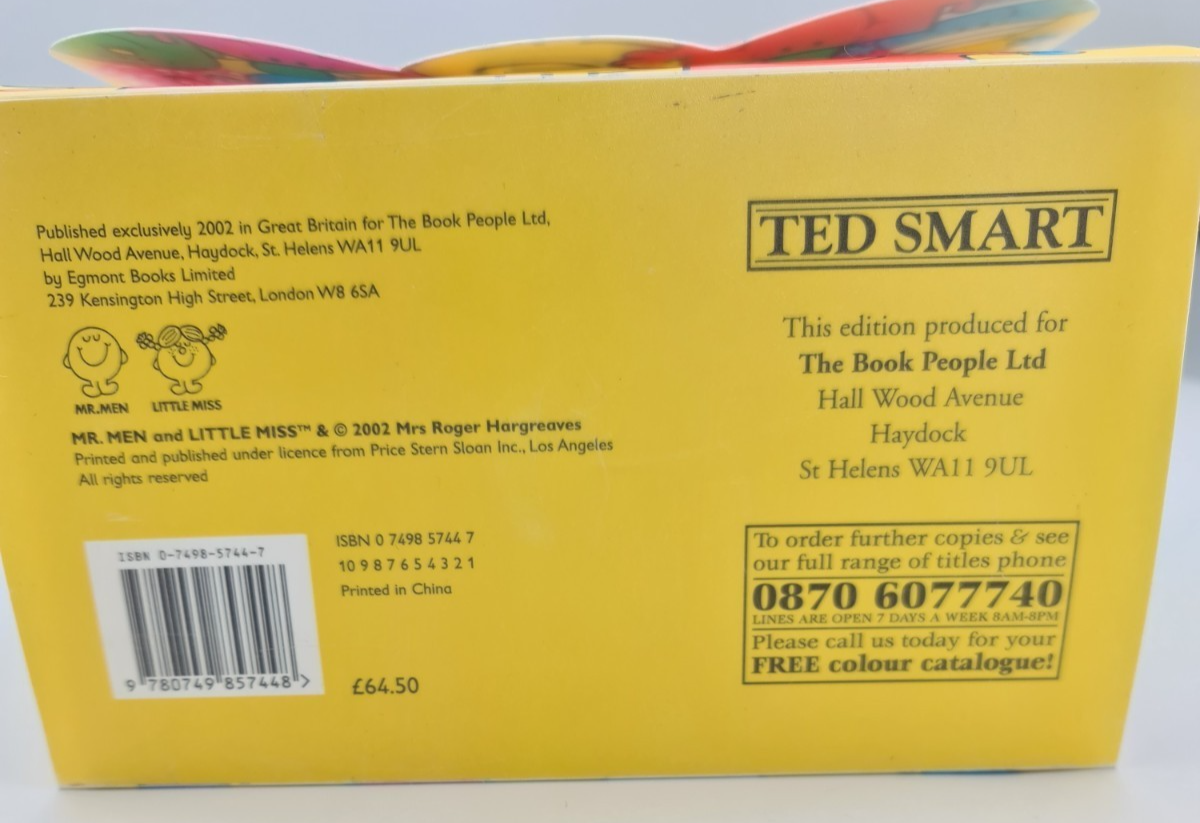 Published exclusively 2002 in Great Britain for The Book People Ltd,
Hall Wood Avenue, Haydock, St. Helens WA11 9UL
by Egmont Books Limited
239 Kensington High Street, London W8 6SA
MR.MEN LITTLE MISS
MR. MEN and LITTLE MISS™ & © 2002 Mrs Roger Hargreaves
Printed and published under licence from Price Stern Sloan Inc., Los Angeles
All rights reserved
ISBN 0-7498-5744-7
9 780749 857448 >
ISBN 0 7498 5744 7
10 9 8 7 6 5 4 3 2 1
Printed in China
£64.50
TED SMART
This edition produced for
The Book People Ltd
Hall Wood Avenue
Haydock
St Helens WA11 9UL
To order further copies & see
our full range of titles phone
0870 6077740
LINES ARE OPEN 7 DAYS A WEEK 8AM-8PM
Please call us today for your
FREE colour catalogue!